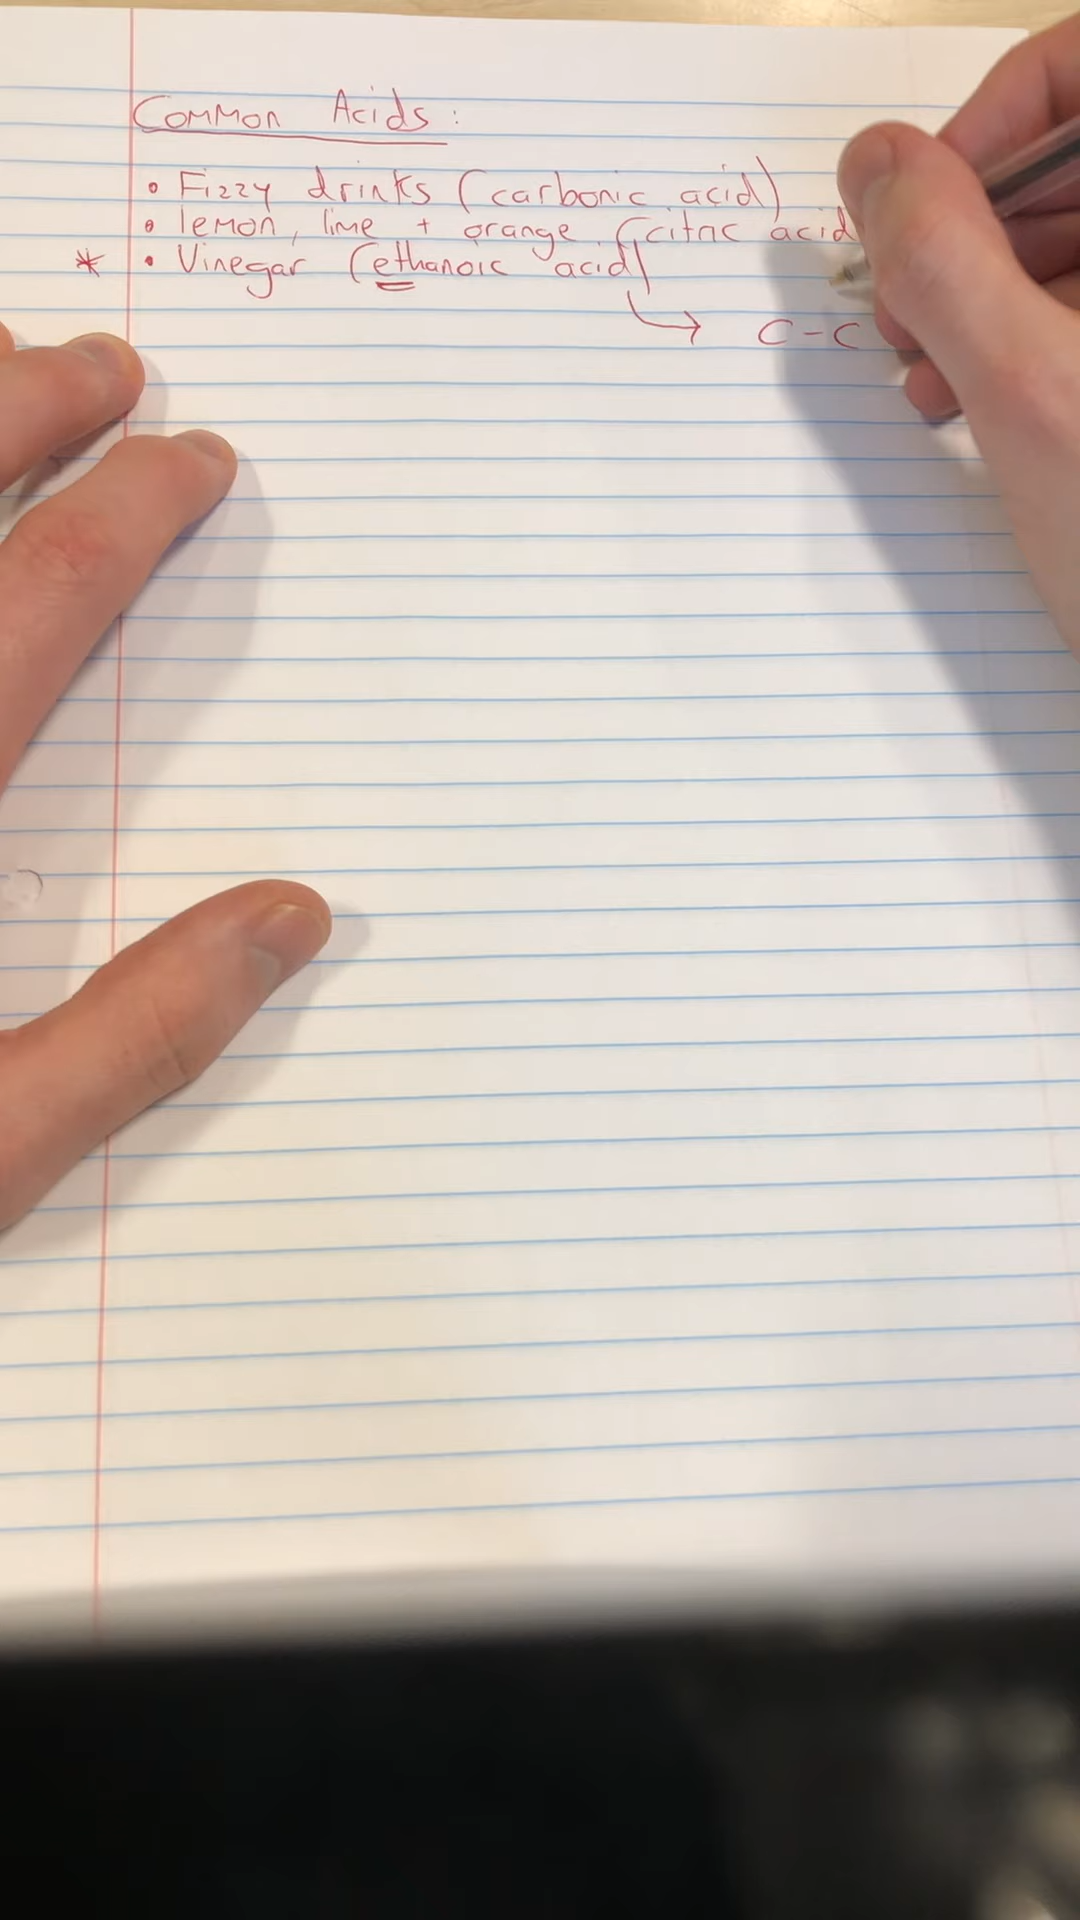 Common Acids :
• Fizzy drinks (carbonic acid)
• lemon, lime + orange (citric acid
* • Vinegar (ethanoic acid)
→ C-C